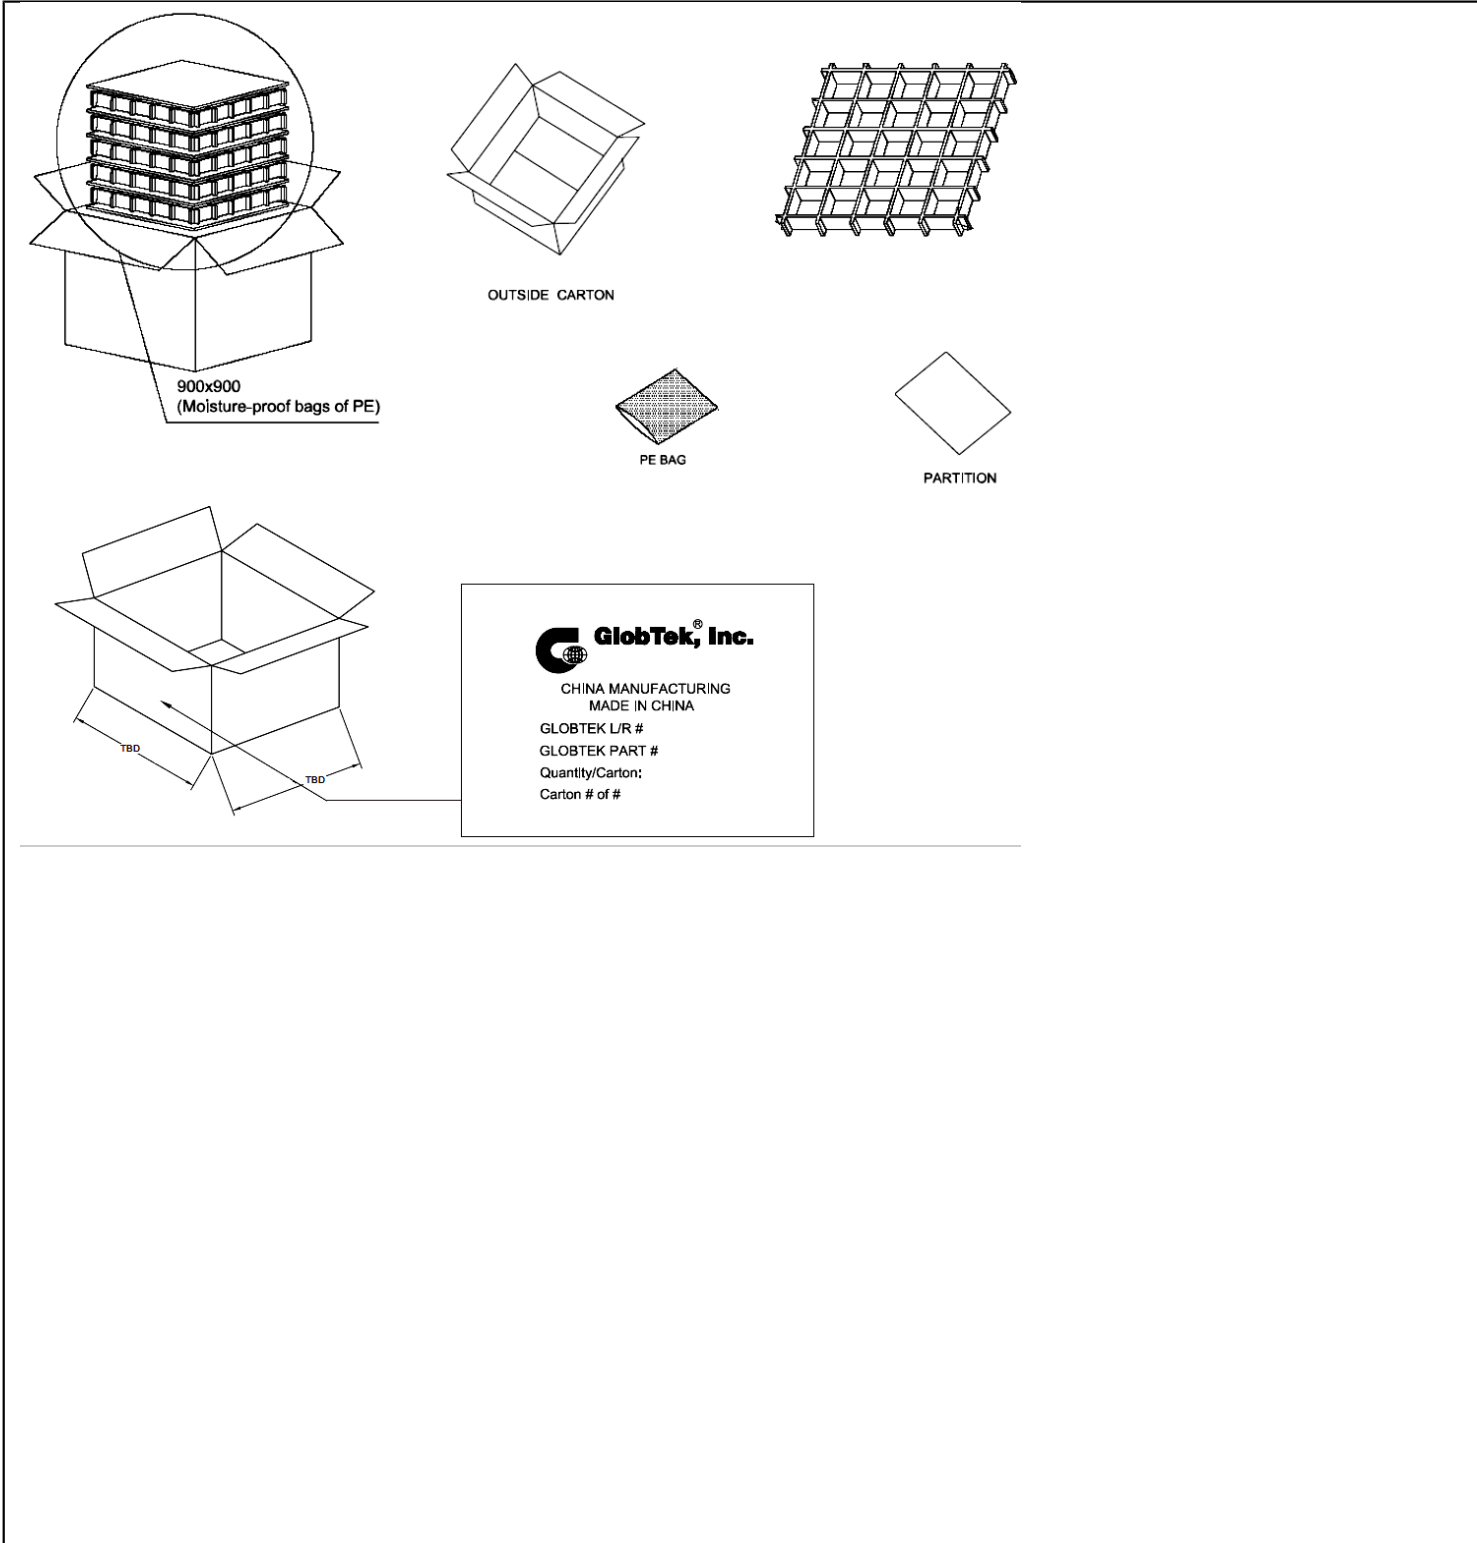 OUTSIDE CARTON
900x900
(Moisture-proof bags of PE)
PE BAG
PARTITION
TBD
TBD
GlobTek, Inc.®
CHINA MANUFACTURING
MADE IN CHINA
GLOBTEK L/R #
GLOBTEK PART #
Quantity/Carton:
Carton # of #